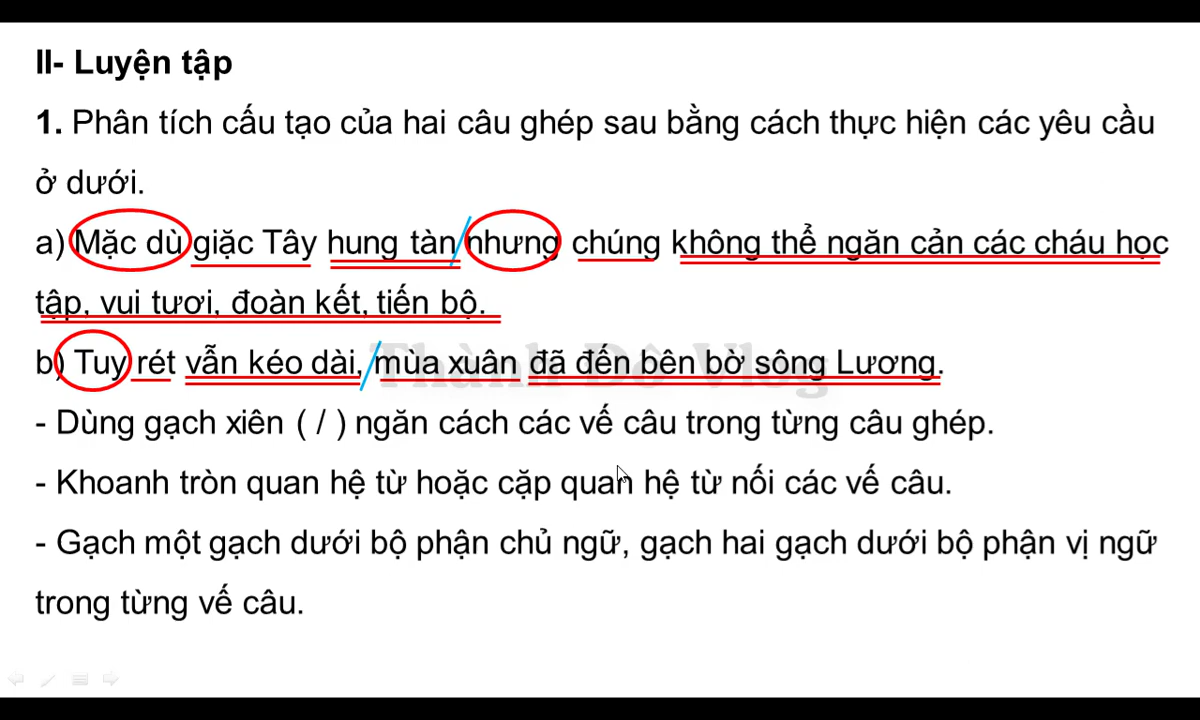 II- Luyện tập
1. Phân tích cấu tạo của hai câu ghép sau bằng cách thực hiện các yêu cầu
ở dưới.
a) Mặc dù giặc Tây hung tàn / nhưng chúng không thể ngăn cản các cháu học
tập, vui tươi, đoàn kết, tiến bộ.
b) Tuy rét vẫn kéo dài, / mùa xuân đã đến bên bờ sông Lương.
Thành Đô Vlog
- Dùng gạch xiên ( / ) ngăn cách các vế câu trong từng câu ghép.
- Khoanh tròn quan hệ từ hoặc cặp quan hệ từ nối các vế câu.
- Gạch một gạch dưới bộ phận chủ ngữ, gạch hai gạch dưới bộ phận vị ngữ
trong từng vế câu.